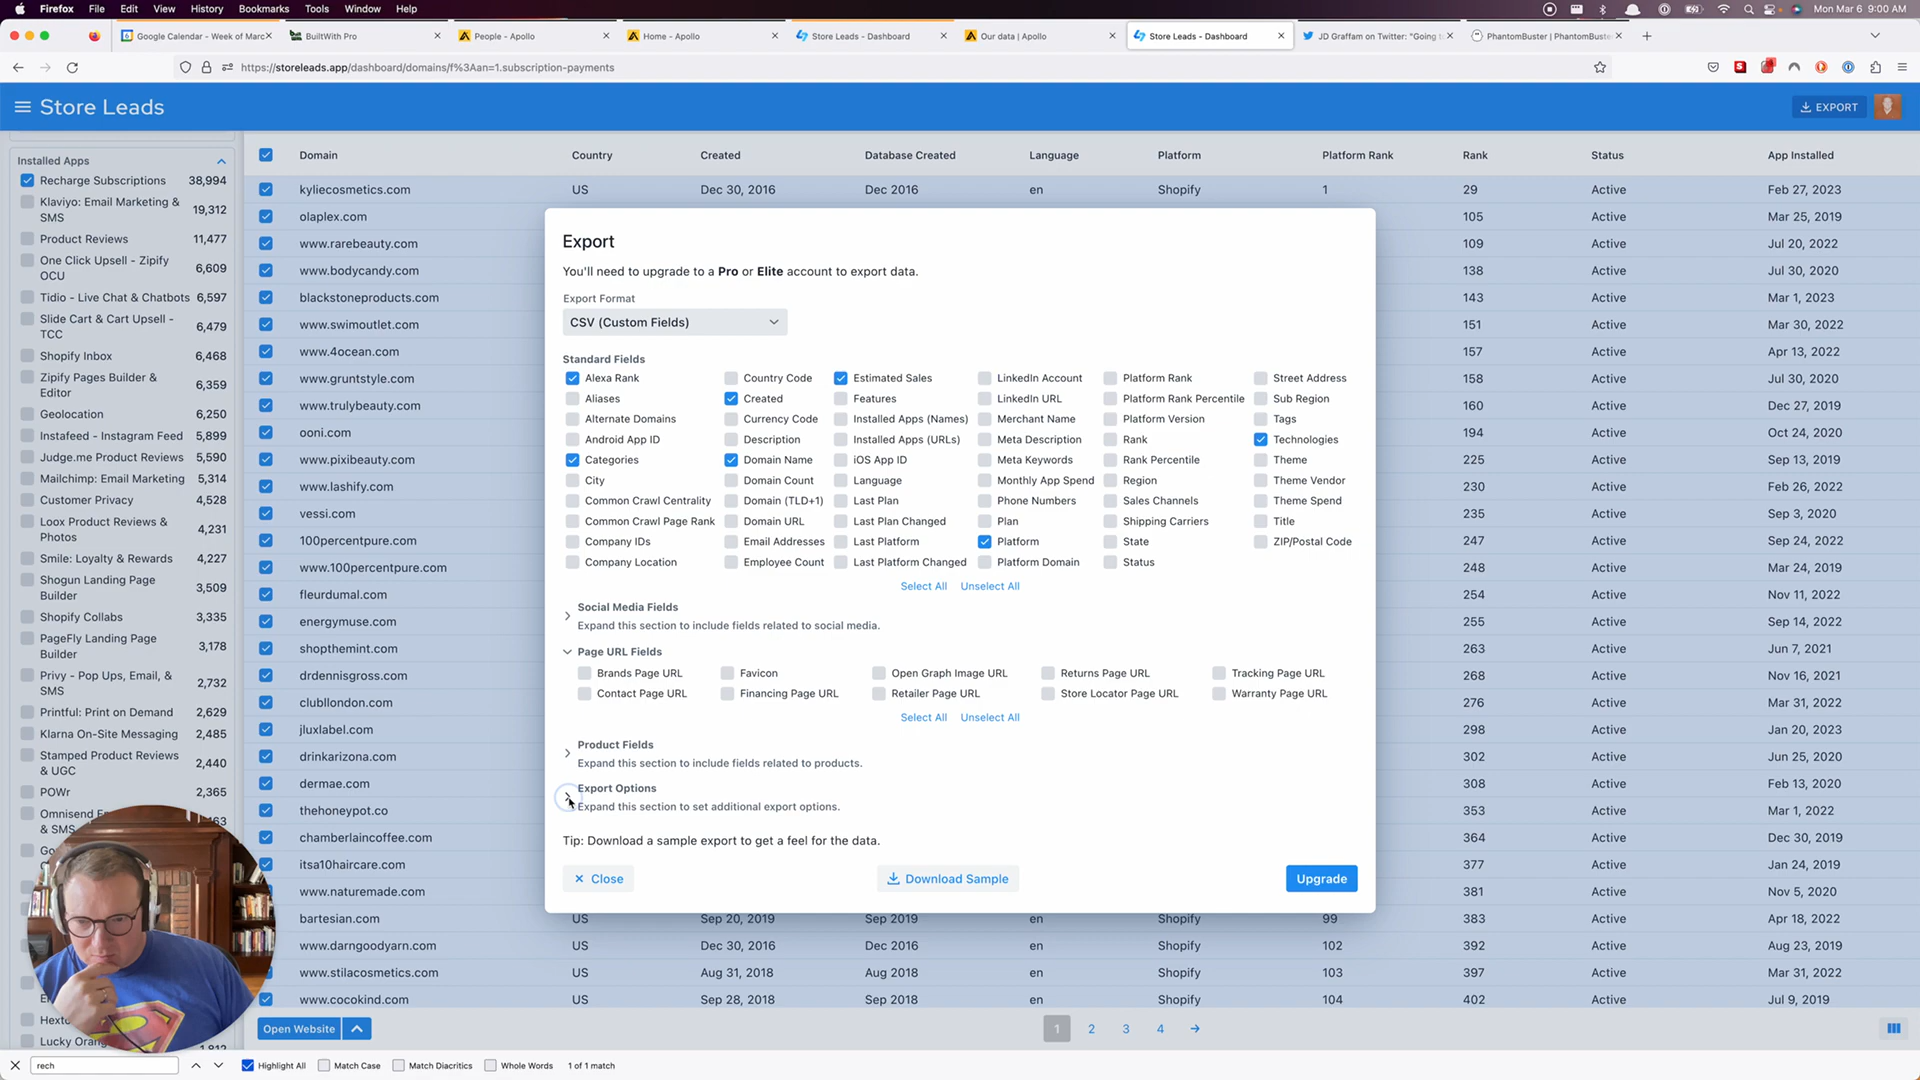 Firefox File Edit View History Bookmarks Tools Window Help Mon Mar 6 9:00 AM
Google Calendar - Week of Marc BuiltWith Pro People - Apollo Home - Apollo Store Leads - Dashboard Our data | Apollo Store Leads - Dashboard JD Graffam on Twitter: "Going to PhantomBuster | PhantomBuster
https://storeleads.app/dashboard/domains/f%3Aan=1.subscription-payments
Store Leads EXPORT
Installed Apps
Recharge Subscriptions 38,994
Klaviyo: Email Marketing &
SMS 19,312
Product Reviews 11,477
One Click Upsell - Zipify
OCU 6,609
Tidio - Live Chat & Chatbots 6,597
Slide Cart & Cart Upsell -
TCC 6,479
Shopify Inbox 6,468
Zipify Pages Builder &
Editor 6,359
Geolocation 6,250
Instafeed - Instagram Feed 5,899
Judge.me Product Reviews 5,590
Mailchimp: Email Marketing 5,314
Customer Privacy 4,528
Loox Product Reviews &
Photos 4,231
Smile: Loyalty & Rewards 4,227
Shogun Landing Page
Builder 3,509
Shopify Collabs 3,335
PageFly Landing Page
Builder 3,178
Privy - Pop Ups, Email, &
SMS 2,732
Printful: Print on Demand 2,629
Klarna On-Site Messaging 2,485
Stamped Product Reviews
& UGC 2,440
POWr 2,365
Omnisend
& SMS
Lucky Orang
Domain Country Created Database Created Language Platform Platform Rank Rank Status App Installed
kyliecosmetics.com US Dec 30, 2016 Dec 2016 en Shopify 1 29 Active Feb 27, 2023
olaplex.com 105 Active Mar 25, 2019
www.rarebeauty.com 109 Active Jul 20, 2022
www.bodycandy.com 138 Active Jul 30, 2020
blackstoneproducts.com 143 Active Mar 1, 2023
www.swimoutlet.com 151 Active Mar 30, 2022
www.4ocean.com 157 Active Apr 13, 2022
www.gruntstyle.com 158 Active Jul 30, 2020
www.trulybeauty.com 160 Active Dec 27, 2019
ooni.com 194 Active Oct 24, 2020
www.pixibeauty.com 225 Active Sep 13, 2019
www.lashify.com 230 Active Feb 26, 2022
vessi.com 235 Active Sep 3, 2020
100percentpure.com 247 Active Sep 24, 2022
www.100percentpure.com 248 Active Mar 24, 2019
fleurdumal.com 254 Active Nov 11, 2022
energymuse.com 255 Active Sep 14, 2022
shopthemint.com 263 Active Jun 7, 2021
drdennisgross.com 268 Active Nov 16, 2021
clubllondon.com 276 Active Mar 31, 2022
jluxlabel.com 298 Active Jan 20, 2023
drinkarizona.com 302 Active Jun 25, 2020
dermae.com 308 Active Feb 13, 2020
thehoneypot.co 353 Active Mar 1, 2022
chamberlaincoffee.com 364 Active Dec 30, 2019
itsa10haircare.com 377 Active Jan 24, 2019
www.naturemade.com 381 Active Nov 5, 2020
bartesian.com US Sep 20, 2019 Sep 2019 en Shopify 99 383 Active Apr 18, 2022
www.darngoodyarn.com US Dec 30, 2016 Dec 2016 en Shopify 102 392 Active Aug 23, 2019
www.stilacosmetics.com US Aug 31, 2018 Aug 2018 en Shopify 103 397 Active Mar 31, 2022
www.cocokind.com US Sep 28, 2018 Sep 2018 en Shopify 104 402 Active Jul 9, 2019
Export
You'll need to upgrade to a Pro or Elite account to export data.
Export Format
CSV (Custom Fields)
Standard Fields
Alexa Rank Country Code Estimated Sales LinkedIn Account Platform Rank Street Address
Aliases Created Features LinkedIn URL Platform Rank Percentile Sub Region
Alternate Domains Currency Code Installed Apps (Names) Merchant Name Platform Version Tags
Android App ID Description Installed Apps (URLs) Meta Description Rank Technologies
Categories Domain Name iOS App ID Meta Keywords Rank Percentile Theme
City Domain Count Language Monthly App Spend Region Theme Vendor
Common Crawl Centrality Domain (TLD+1) Last Plan Phone Numbers Sales Channels Theme Spend
Common Crawl Page Rank Domain URL Last Plan Changed Plan Shipping Carriers Title
Company IDs Email Addresses Last Platform Platform State ZIP/Postal Code
Company Location Employee Count Last Platform Changed Platform Domain Status
Select All Unselect All
Social Media Fields
Expand this section to include fields related to social media.
Page URL Fields
Brands Page URL Favicon Open Graph Image URL Returns Page URL Tracking Page URL
Contact Page URL Financing Page URL Retailer Page URL Store Locator Page URL Warranty Page URL
Select All Unselect All
Product Fields
Expand this section to include fields related to products.
Export Options
Expand this section to set additional export options.
Tip: Download a sample export to get a feel for the data.
Close Download Sample Upgrade
Open Website 1 2 3 4
rech Highlight All Match Case Match Diacritics Whole Words 1 of 1 match